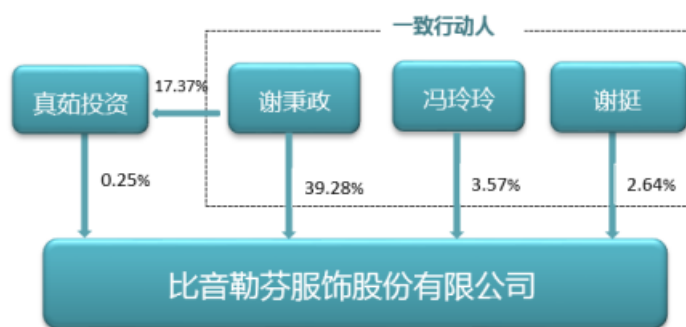 一致行动人
真茹投资
17.37%
谢秉政
冯玲玲
谢挺
0.25%
39.28%
3.57%
2.64%
比音勒芬服饰股份有限公司